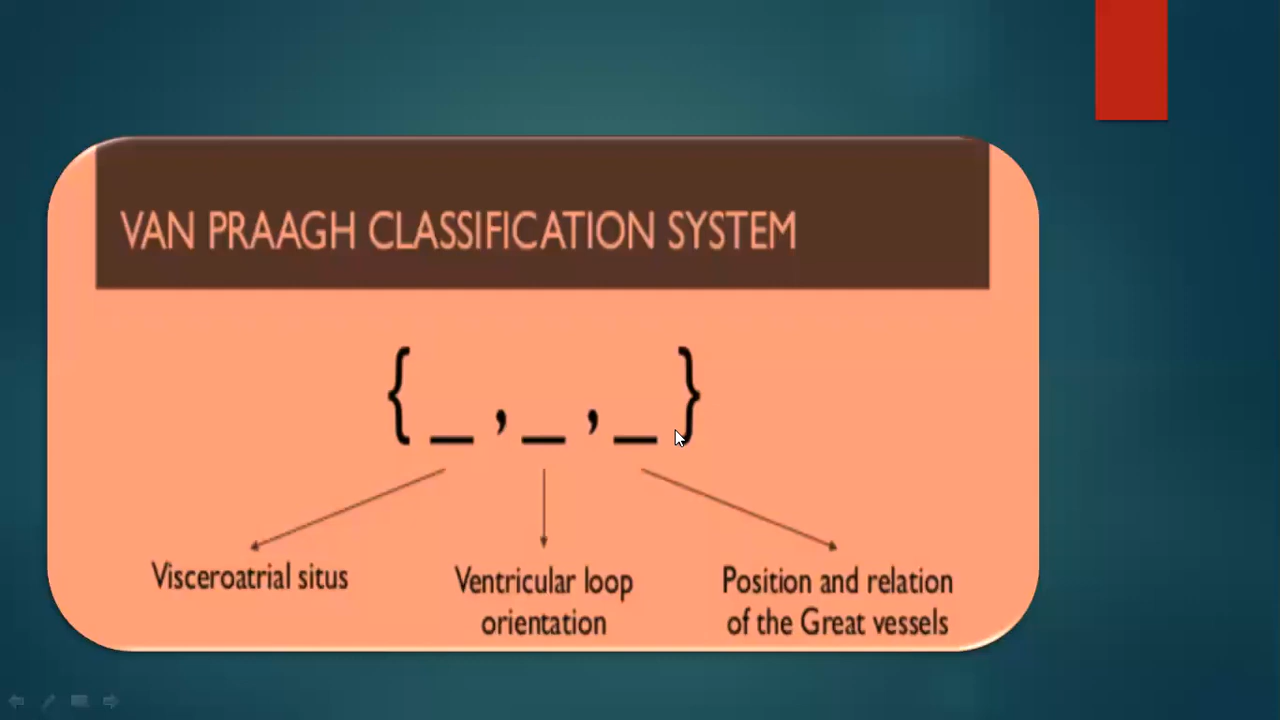 VAN PRAAGH CLASSIFICATION SYSTEM
{ _ , _ , _ }
Visceroatrial situs
Ventricular loop
orientation
Position and relation
of the Great vessels